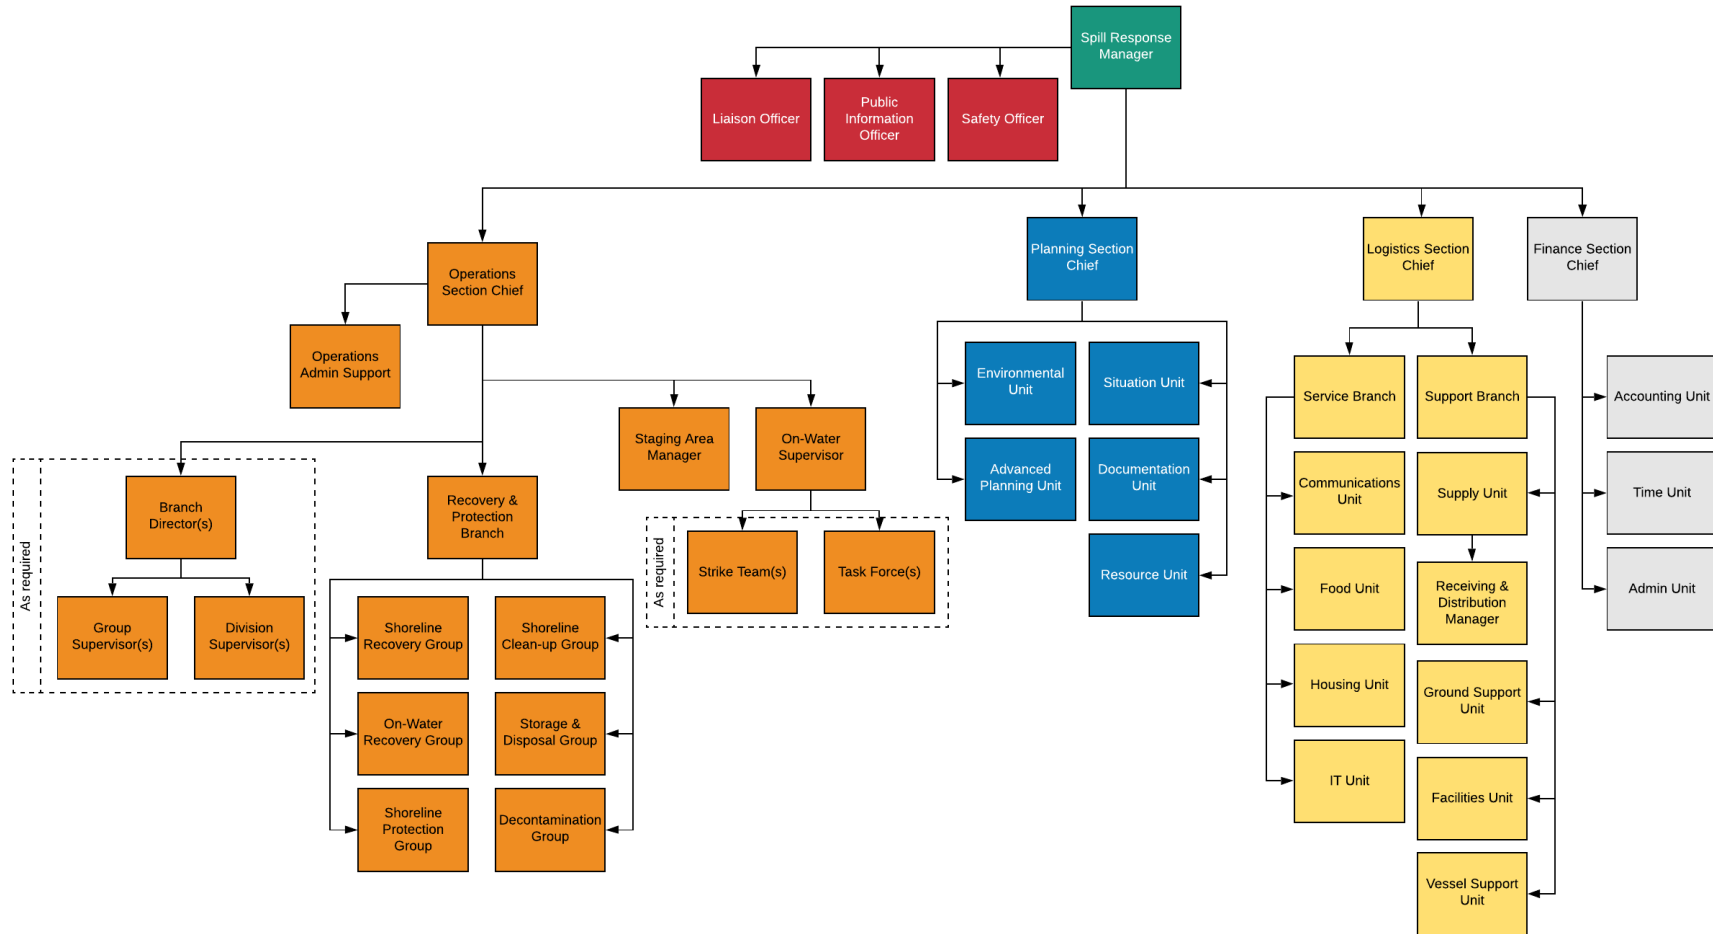 Spill Response
Manager
Liaison Officer
Public
Information
Officer
Safety Officer
Operations
Section Chief
Planning Section
Chief
Logistics Section
Chief
Finance Section
Chief
Operations
Admin Support
Staging Area
Manager
On-Water
Supervisor
As required
Branch
Director(s)
Group
Supervisor(s)
Division
Supervisor(s)
Recovery &
Protection
Branch
Shoreline
Recovery Group
Shoreline
Clean-up Group
On-Water
Recovery Group
Storage &
Disposal Group
Shoreline
Protection
Group
Decontamination
Group
As required
Strike Team(s)
Task Force(s)
Environmental
Unit
Situation Unit
Advanced
Planning Unit
Documentation
Unit
Resource Unit
Service Branch
Support Branch
Communications
Unit
Food Unit
Housing Unit
IT Unit
Supply Unit
Receiving &
Distribution
Manager
Ground Support
Unit
Facilities Unit
Vessel Support
Unit
Accounting Unit
Time Unit
Admin Unit